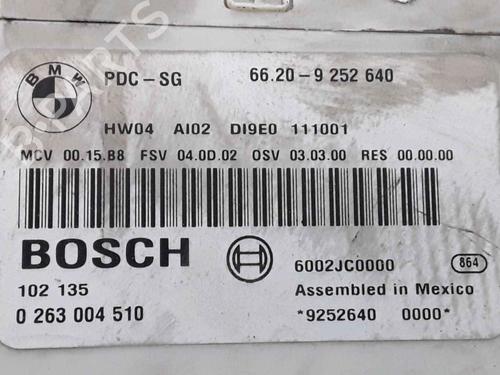 BMW
PDC-SG 66.20-9 252 640
HW04 AI02 DI9E0 111001
MCV 00.15.B8 FSV 04.0D.02 OSV 03.03.00 RES 00.00.00
BOSCH
6002JC0000 864
102 135 Assembled in Mexico
0 263 004 510 *9252640 0000*